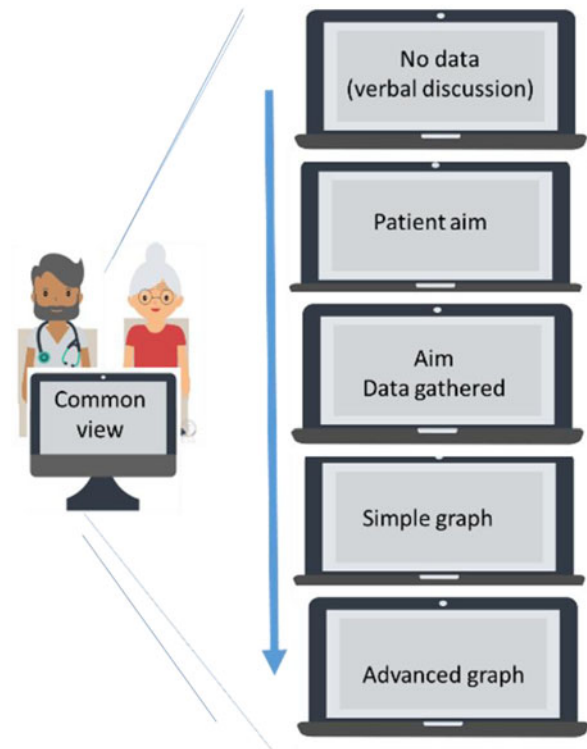 No data
(verbal discussion)
Patient aim
Aim
Data gathered
Common
view
Simple graph
Advanced graph